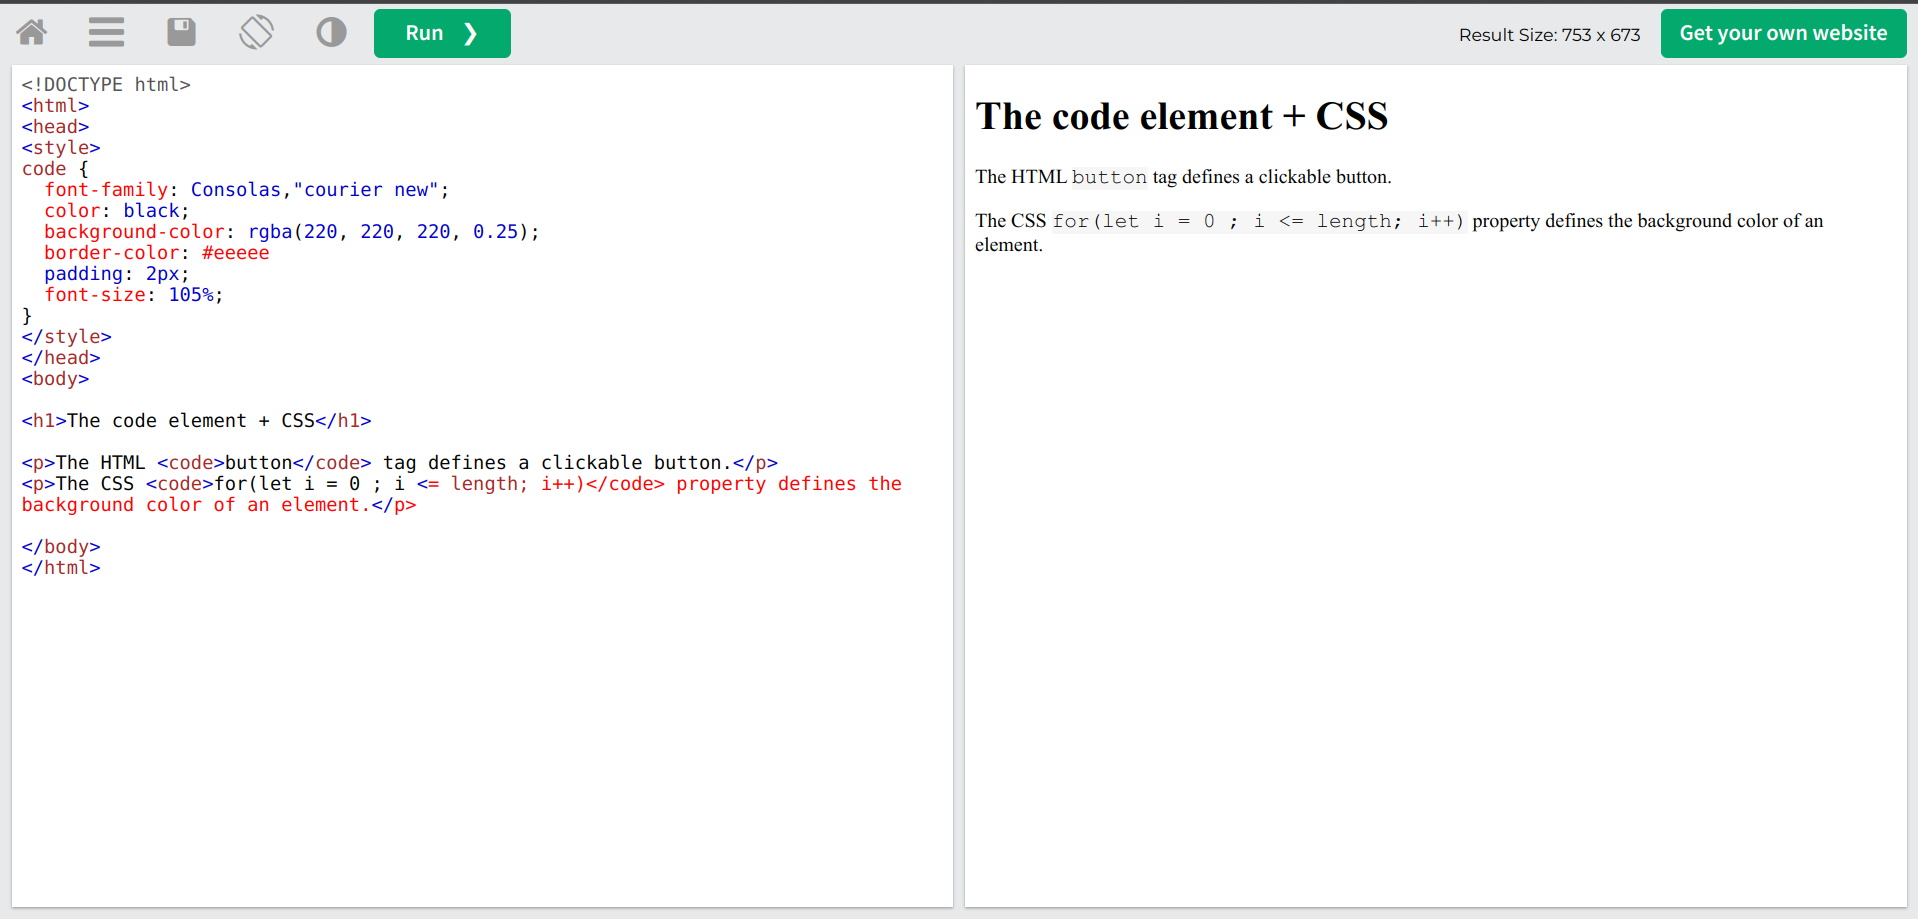 Run ❯
Result Size: 753 x 673
Get your own website
<!DOCTYPE html>
<html>
<head>
<style>
code {
  font-family: Consolas,"courier new";
  color: black;
  background-color: rgba(220, 220, 220, 0.25);
  border-color: #eeeee
  padding: 2px;
  font-size: 105%;
}
</style>
</head>
<body>

<h1>The code element + CSS</h1>

<p>The HTML <code>button</code> tag defines a clickable button.</p>
<p>The CSS <code>for(let i = 0 ; i <= length; i++)</code> property defines the
background color of an element.</p>

</body>
</html>
The code element + CSS
The HTML button tag defines a clickable button.
The CSS for(let i = 0 ; i <= length; i++) property defines the background color of an
element.